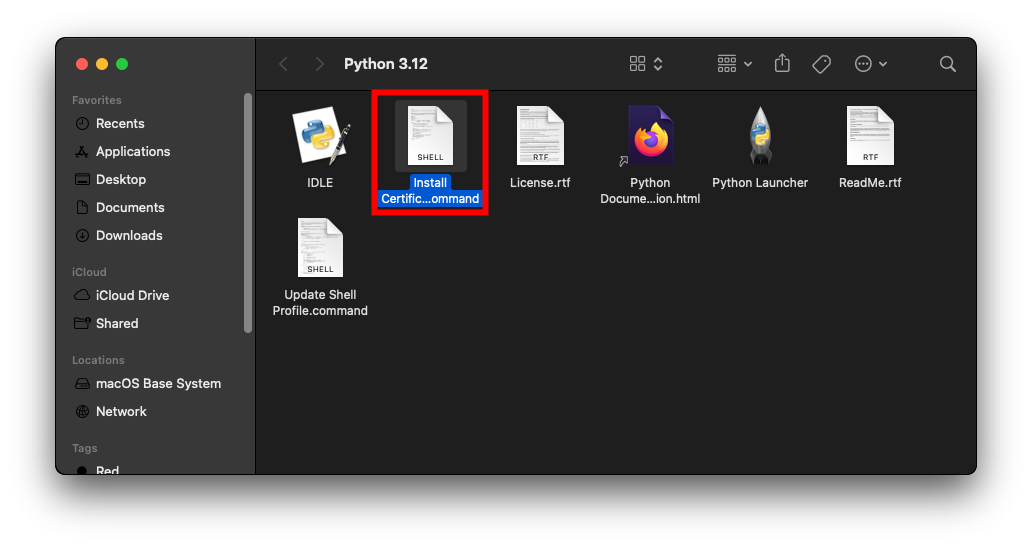 Python 3.12
Favorites
Recents
Applications
Desktop
Documents
Downloads
iCloud
iCloud Drive
Shared
Locations
macOS Base System
Network
Tags
Red
SHELL
RTF
RTF
IDLE
Install
Certific...ommand
License.rtf
Python
Docume...ion.html
Python Launcher
ReadMe.rtf
SHELL
Update Shell
Profile.command